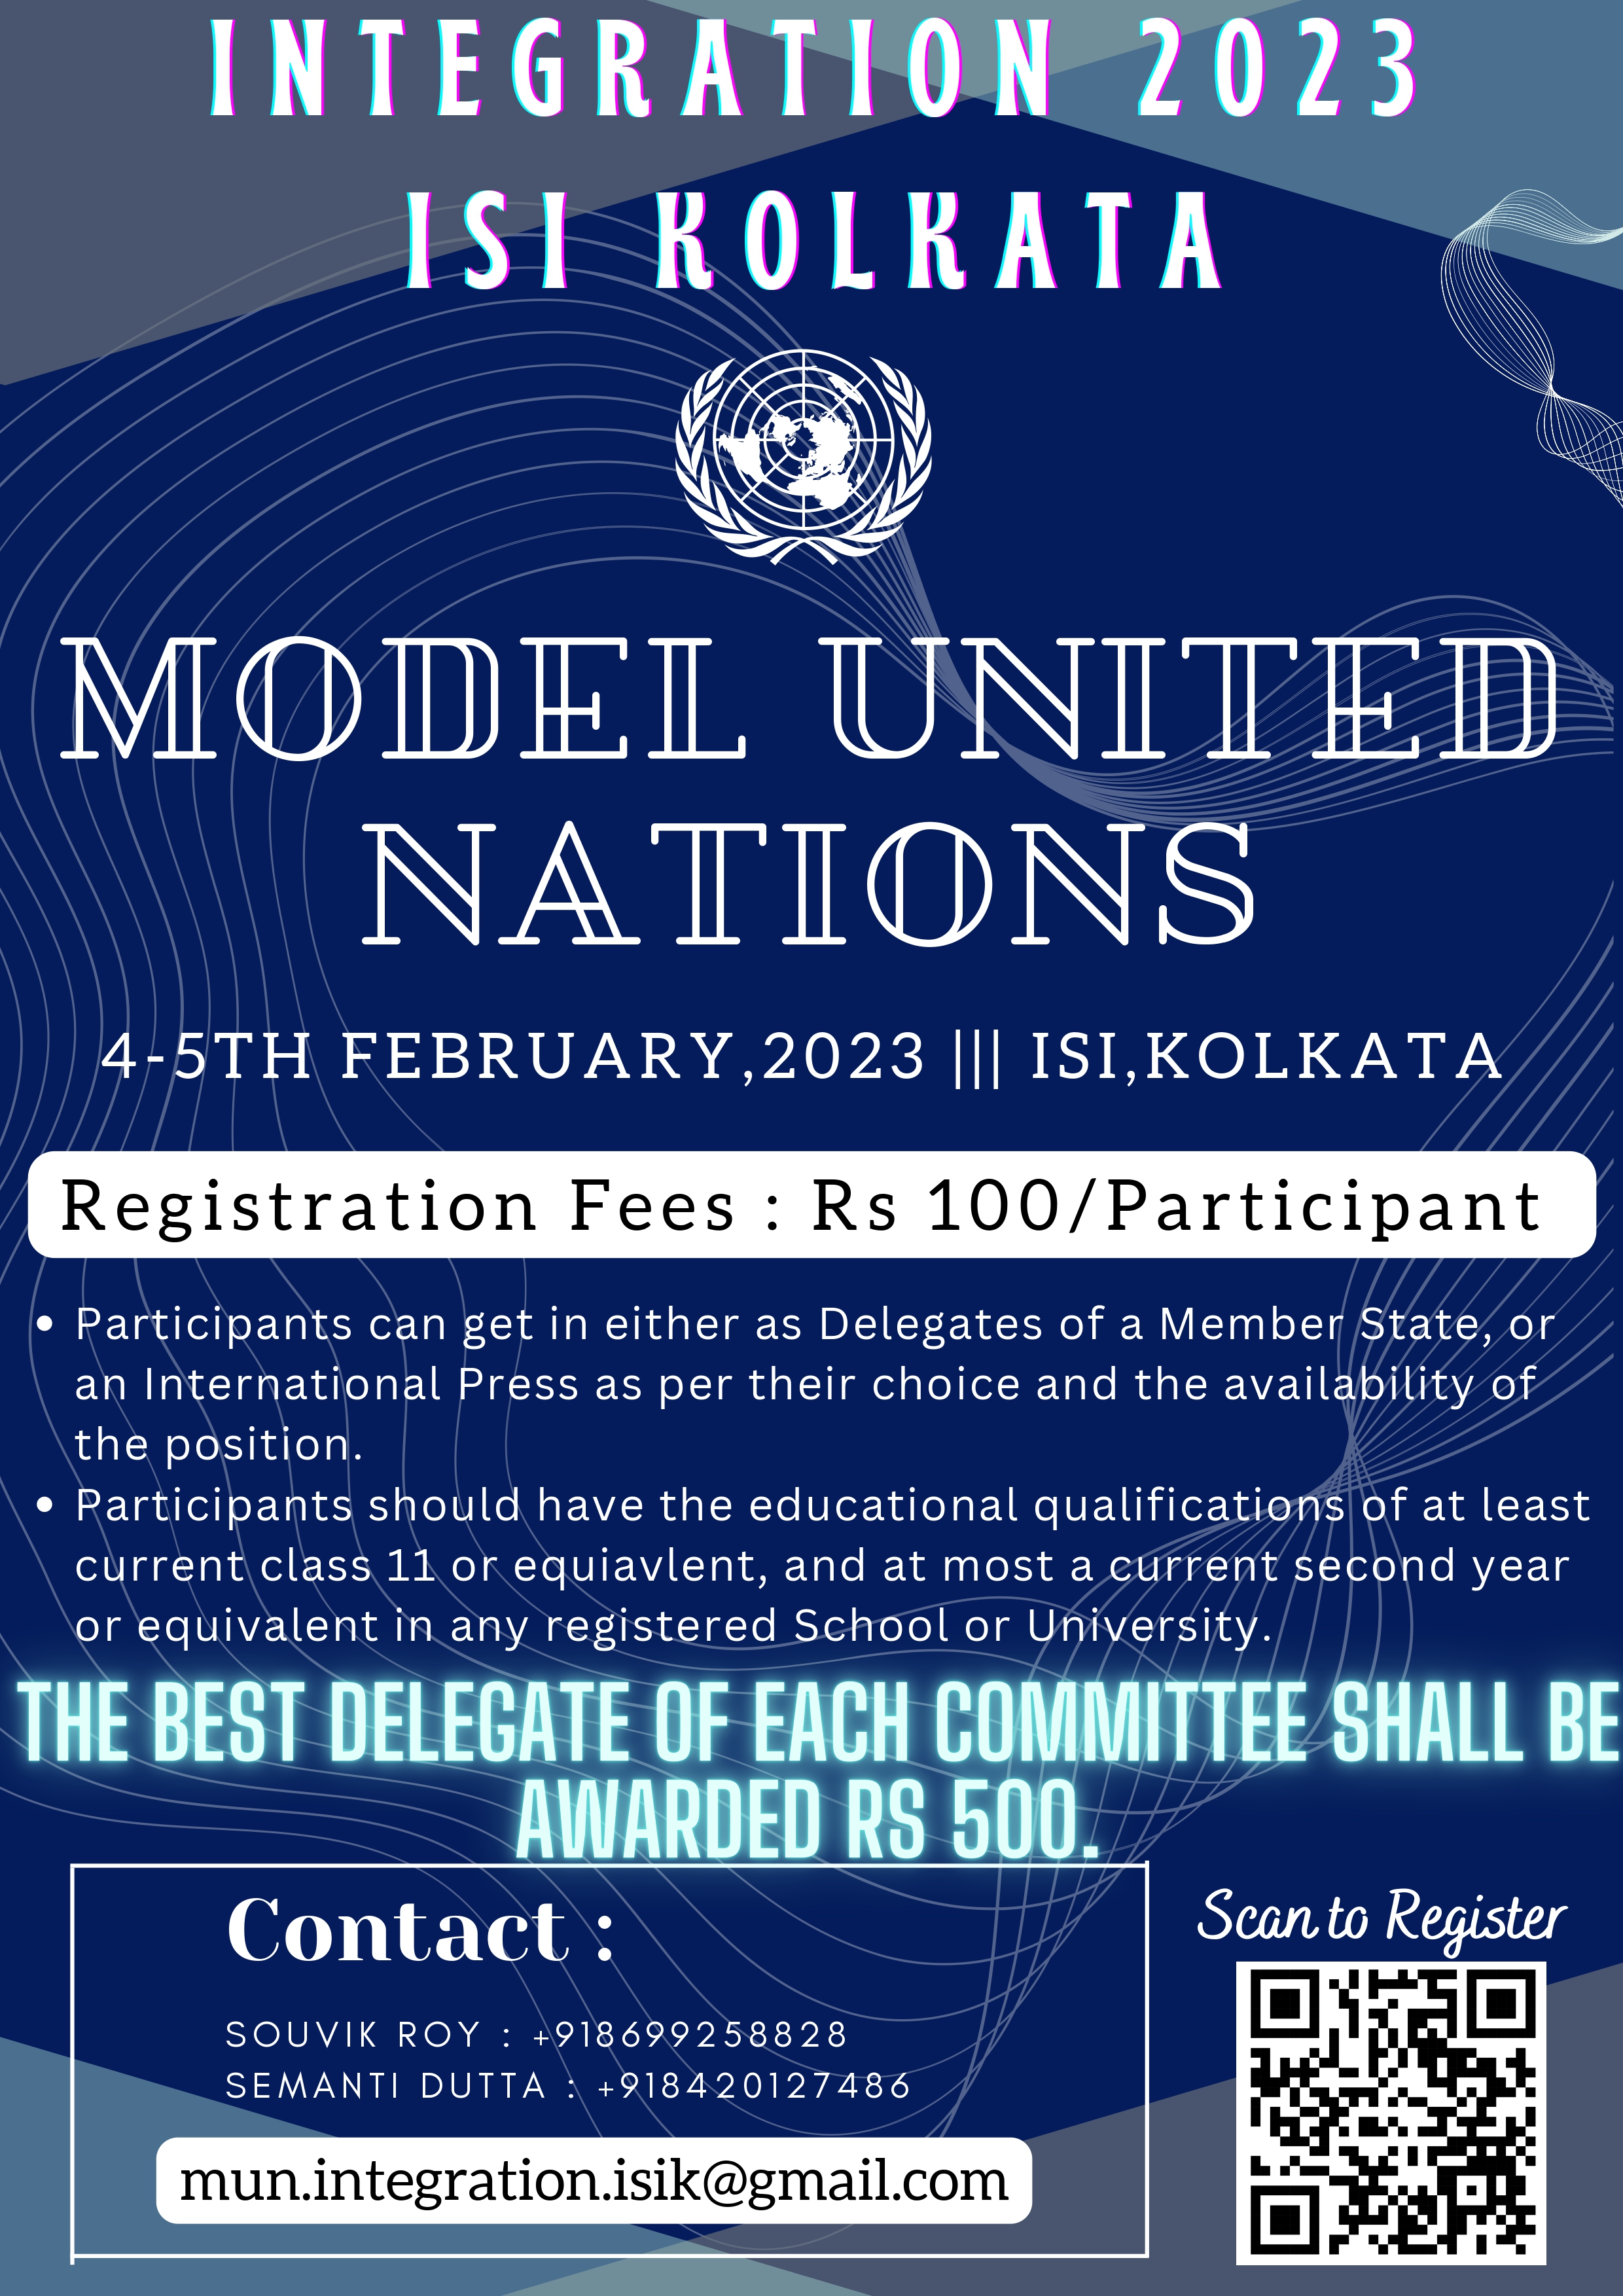 INTEGRATION 2023
ISI KOLKATA
MODEL UNITED
NATIONS
4-5TH FEBRUARY,2023 ||| ISI,KOLKATA
Registration Fees : Rs 100/Participant
• Participants can get in either as Delegates of a Member State, or
an International Press as per their choice and the availability of
the position.
• Participants should have the educational qualifications of at least
current class 11 or equiavlent, and at most a current second year
or equivalent in any registered School or University.
THE BEST DELEGATE OF EACH COMMITTEE SHALL BE
AWARDED RS 500.
Contact :
SOUVIK ROY : +918699258828
SEMANTI DUTTA : +918420127486
mun.integration.isik@gmail.com
Scan to Register